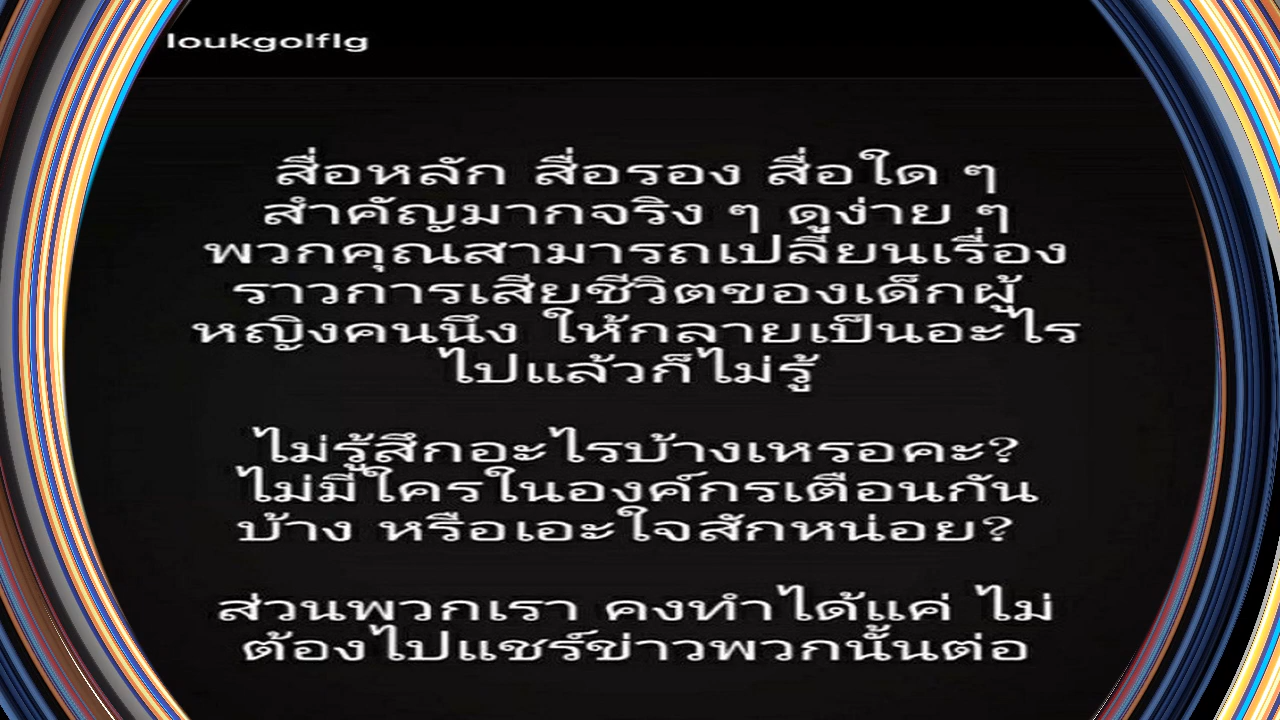 loukgolflg
สื่อหลัก สื่อรอง สื่อใด ๆ
สำคัญมากจริง ๆ ดูง่าย ๆ
พวกคุณสามารถเปลี่ยนเรื่อง
ราวการเสียชีวิตของเด็กผู้
หญิงคนนึง ให้กลายเป็นอะไร
ไปแล้วก็ไม่รู้
ไม่รู้สึกอะไรบ้างเหรอคะ?
ไม่มีใครในองค์กรเตือนกัน
บ้าง หรือเอะใจสักหน่อย?
ส่วนพวกเรา คงทำได้แค่ ไม่
ต้องไปแชร์ข่าวพวกนั้นต่อ